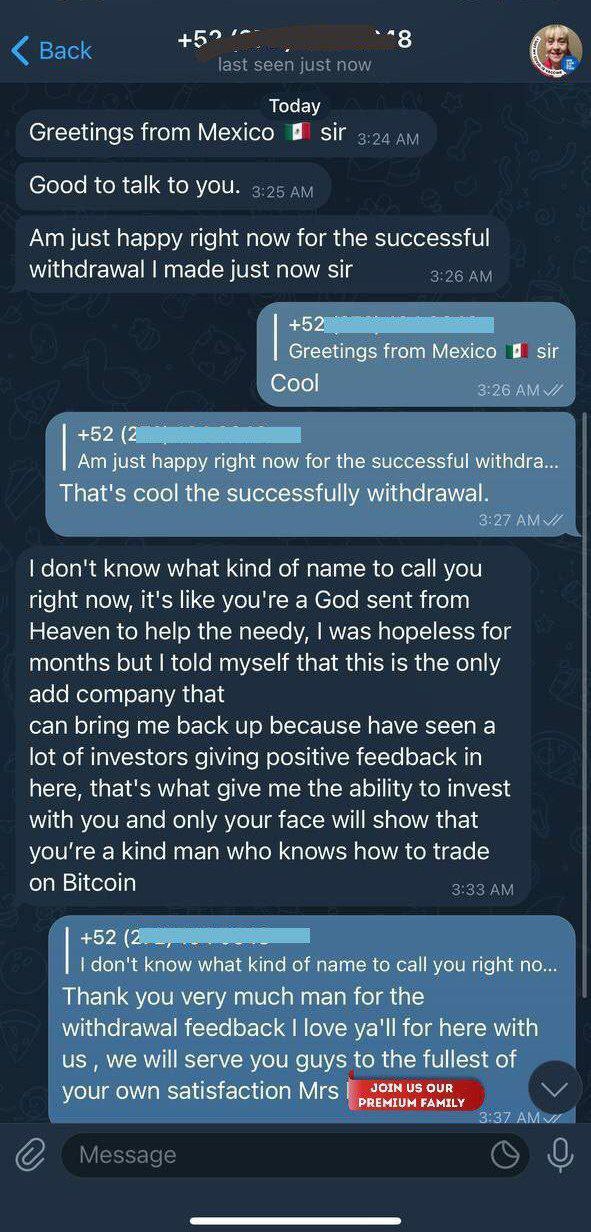 Back
+52
8
last seen just now
Today
Greetings from Mexico 🇲🇽 sir 3:24 AM
Good to talk to you. 3:25 AM
Am just happy right now for the successful
withdrawal I made just now sir 3:26 AM
+52
Greetings from Mexico 🇲🇽 sir
Cool 3:26 AM
+52 (2
Am just happy right now for the successful withdra...
That's cool the successfully withdrawal.
3:27 AM
I don't know what kind of name to call you
right now, it's like you're a God sent from
Heaven to help the needy, I was hopeless for
months but I told myself that this is the only
add company that
can bring me back up because have seen a
lot of investors giving positive feedback in
here, that's what give me the ability to invest
with you and only your face will show that
you're a kind man who knows how to trade
on Bitcoin 3:33 AM
+52 (2
I don't know what kind of name to call you right no...
Thank you very much man for the
withdrawal feedback I love ya'll for here with
us , we will serve you guys to the fullest of
your own satisfaction Mrs
JOIN US OUR
PREMIUM FAMILY
3:37 AM
Message